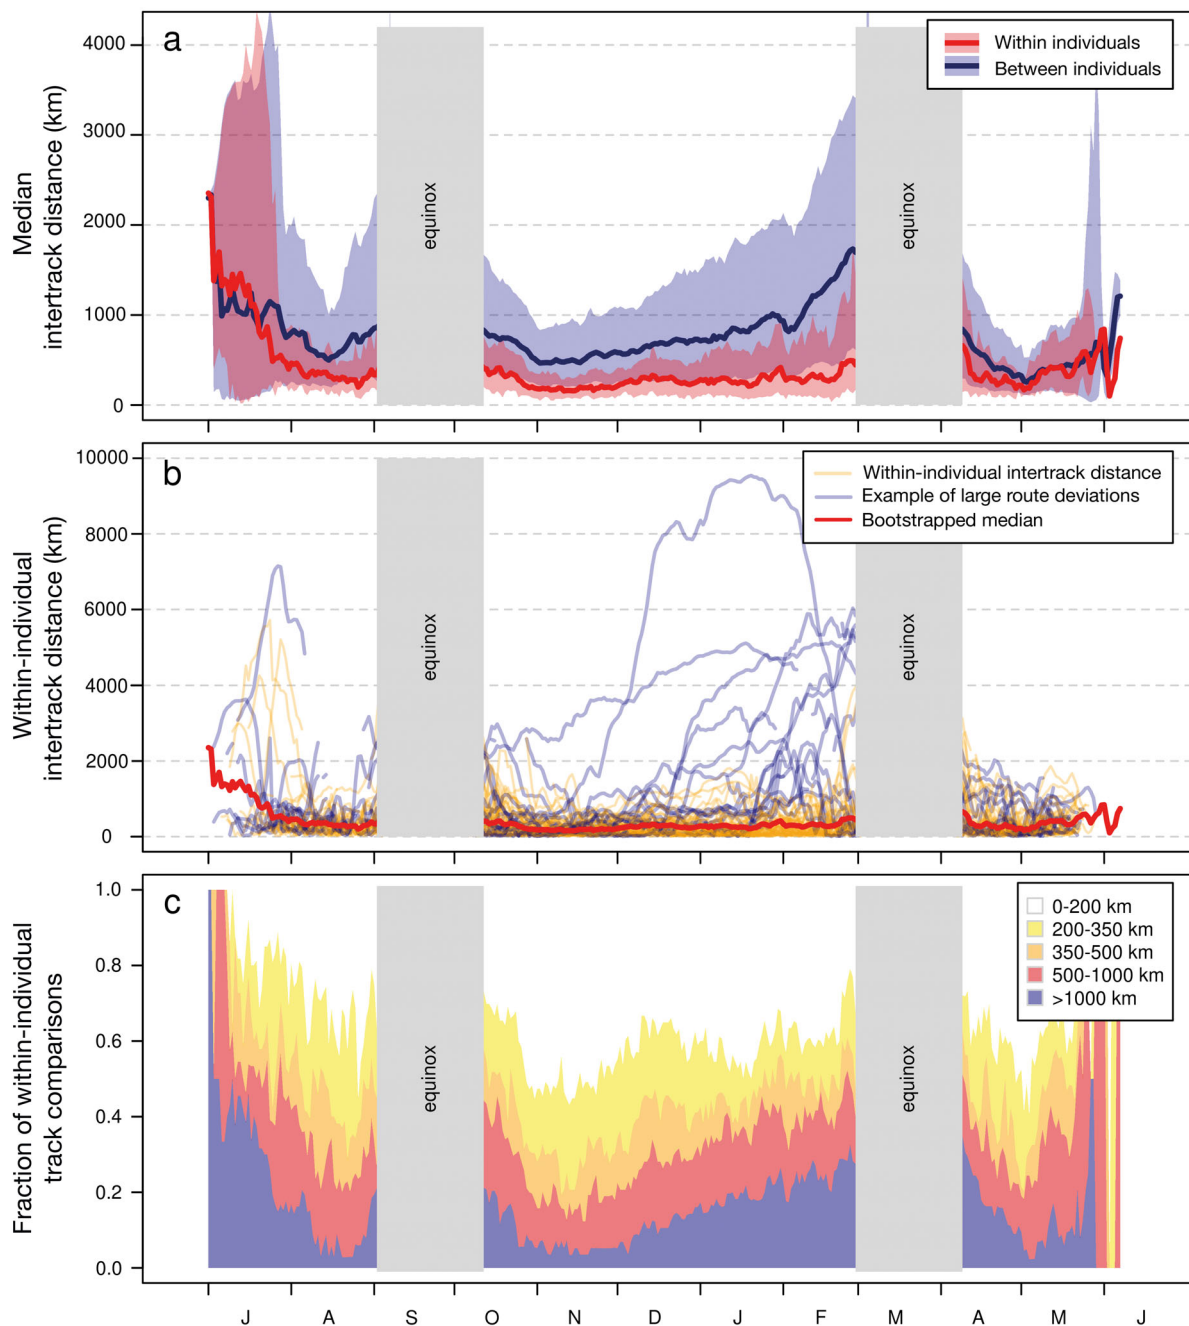 a
Median
intertrack distance (km)
4000
3000
2000
1000
0
equinox
equinox
Within individuals
Between individuals
b
Within-individual
intertrack distance (km)
10000
8000
6000
4000
2000
0
equinox
equinox
Within-individual intertrack distance
Example of large route deviations
Bootstrapped median
c
Fraction of within-individual
track comparisons
1.0
0.8
0.6
0.4
0.2
0.0
equinox
equinox
0-200 km
200-350 km
350-500 km
500-1000 km
>1000 km
J A S O N D J F M A M J